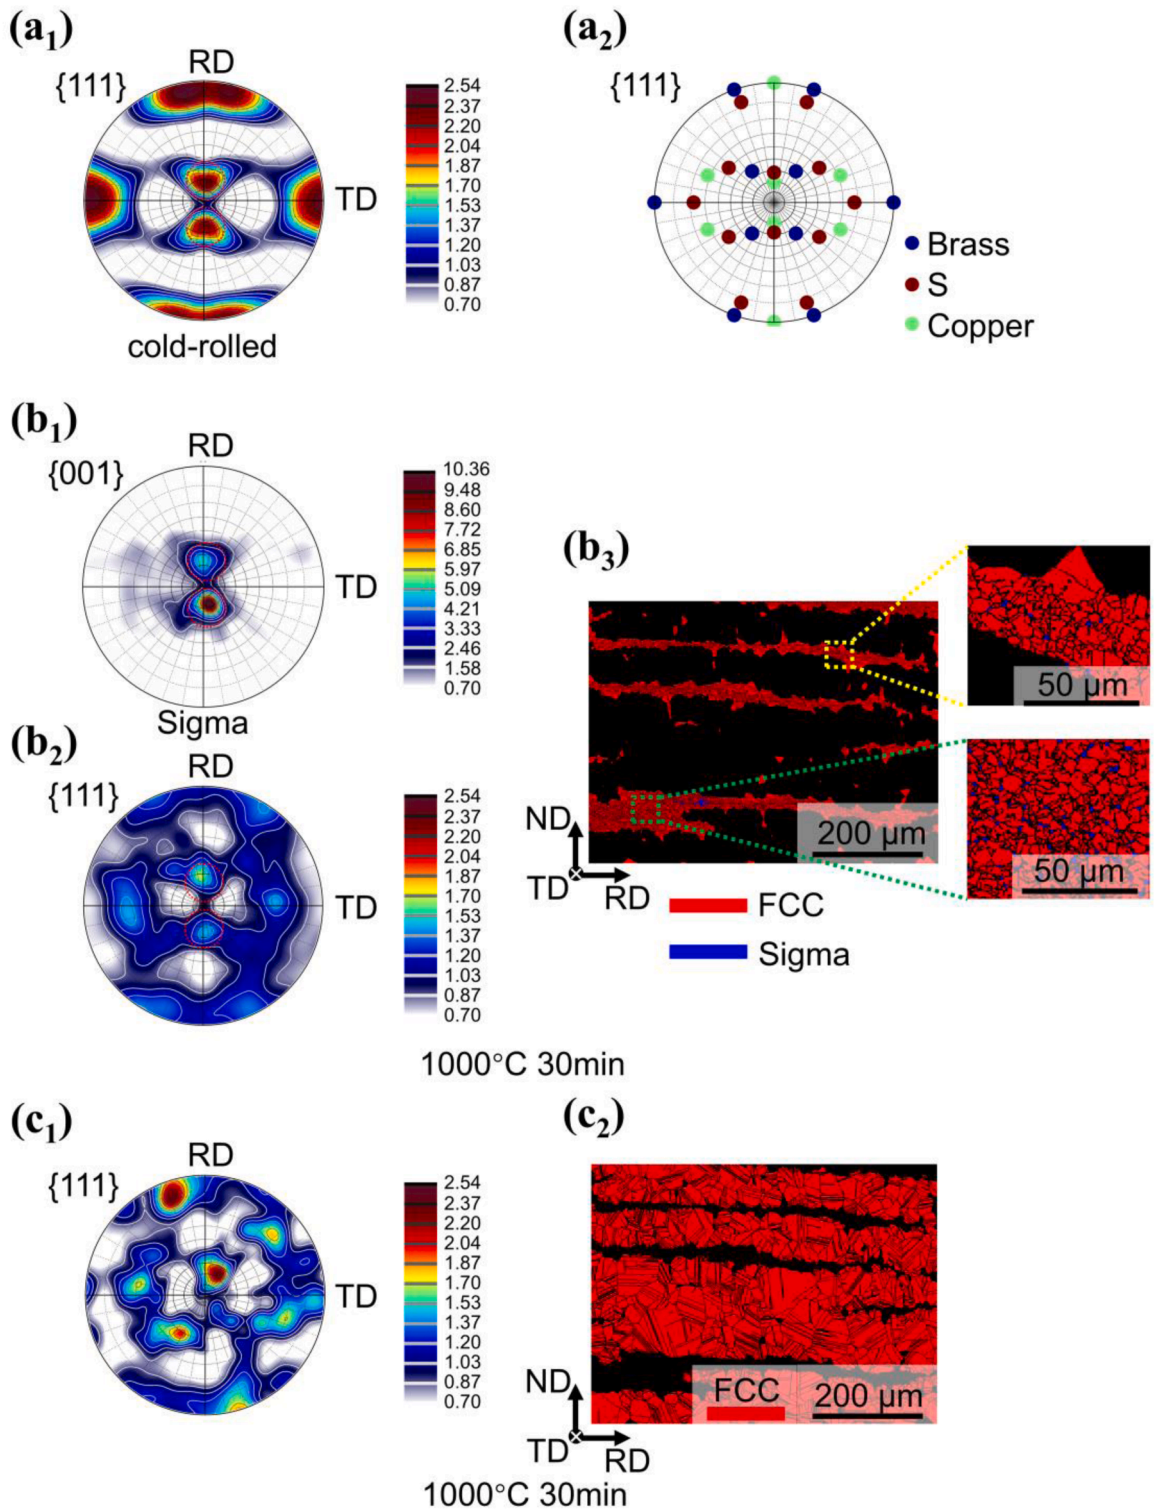 (a1)
RD
{111}
TD
2.54
2.37
2.20
2.04
1.87
1.70
1.53
1.37
1.20
1.03
0.87
0.70
cold-rolled
(a2)
{111}
Brass
S
Copper
(b1)
RD
{001}
TD
10.36
9.48
8.60
7.72
6.85
5.97
5.09
4.21
3.33
2.46
1.58
0.70
Sigma
(b2)
RD
{111}
TD
2.54
2.37
2.20
2.04
1.87
1.70
1.53
1.37
1.20
1.03
0.87
0.70
(b3)
50 μm
50 μm
200 μm
ND
TD
RD
FCC
Sigma
1000°C 30min
(c1)
RD
{111}
TD
2.54
2.37
2.20
2.04
1.87
1.70
1.53
1.37
1.20
1.03
0.87
0.70
(c2)
FCC
200 μm
ND
TD
RD
1000°C 30min